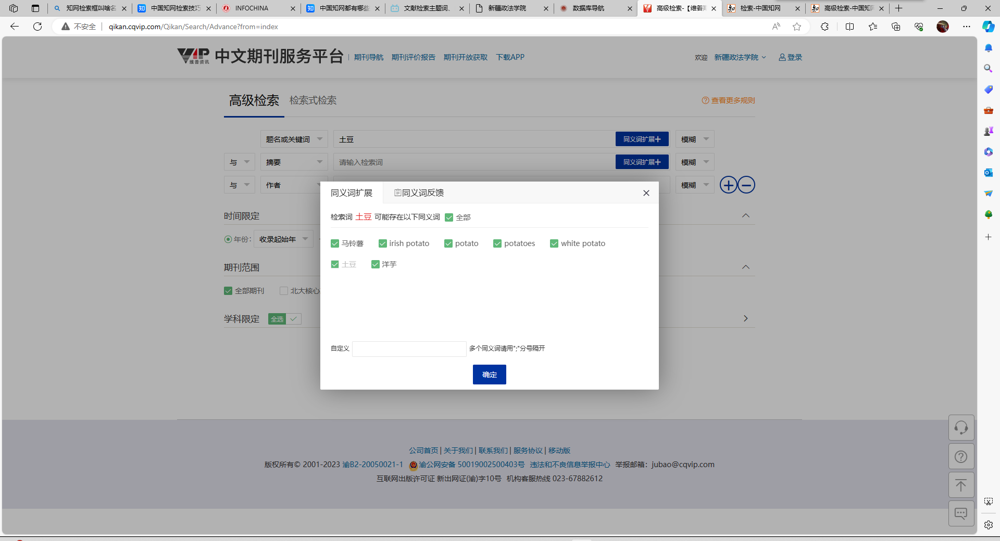 知网检索框叫啥名
中国知网检索技巧
INFOCHINA
中国知网都有哪些
文献检索主题词、
新疆政法学院
数据库导航
高级检索-【维普
检索-中国知网
高级检索-中国知
不安全 qikan.cqvip.com/Qikan/Search/Advance?from=index
VIP 维普资讯 中文期刊服务平台 期刊导航 期刊评价报告 期刊开放获取 下载APP 欢迎 新疆政法学院 登录
高级检索 检索式检索 查看更多规则
题名或关键词 土豆 同义词扩展+ 模糊
与 摘要 请输入检索词 同义词扩展+ 模糊
与 作者 模糊
同义词扩展 同义词反馈
检索词 土豆 可能存在以下同义词 全部
马铃薯 irish potato potato potatoes white potato
土豆 洋芋
自定义 多个同义词请用";"分号隔开
确定
时间限定
年份: 收录起始年
期刊范围
全部期刊 北大核心
学科限定 全选
公司首页 | 关于我们 | 联系我们 | 服务协议 | 移动版
版权所有© 2001-2023 渝B2-20050021-1 渝公网安备 50019002500403号 违法和不良信息举报中心 举报邮箱：jubao@cqvip.com
互联网出版许可证 新出网证(渝)字10号 机构客服热线 023-67882612